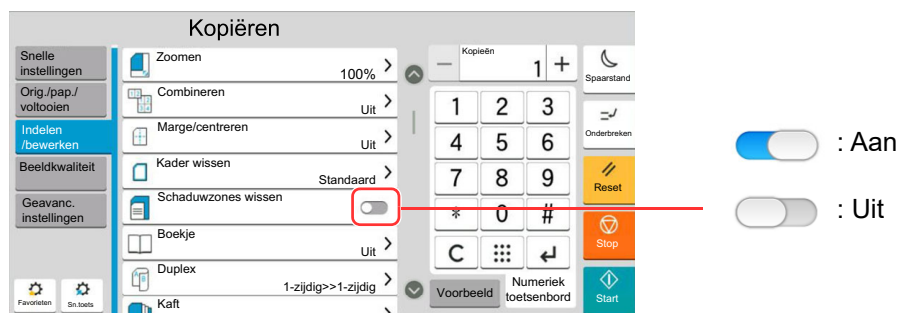 Kopiëren
Snelle
instellingen
Orig./pap./
voltooien
Indelen
/bewerken
Beeldkwaliteit
Geavanc.
instellingen
Favorieten
Sn.toets
Zoomen
100%
Combineren
Uit
Marge/centreren
Uit
Kader wissen
Standaard
Schaduwzones wissen
Boekje
Uit
Duplex
1-zijdig>>1-zijdig
Kaft
Kopieën
− 1 +
1 2 3
4 5 6
7 8 9
* 0 #
C
Voorbeeld
Numeriek
toetsenbord
Spaarstand
Onderbreken
Reset
Stop
Start
: Aan
: Uit